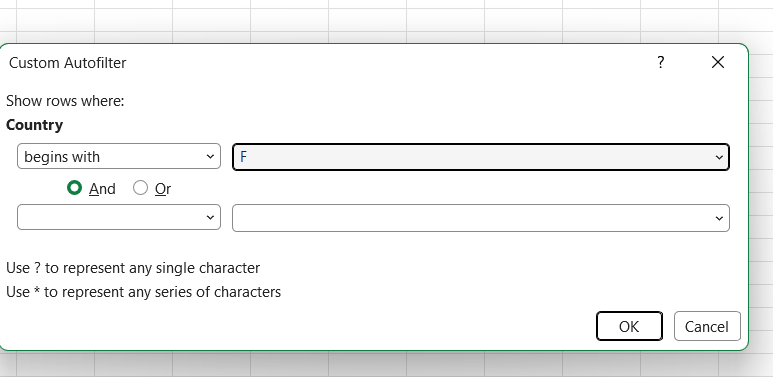 Custom Autofilter ?
Show rows where:
Country
begins with F
And Or
Use ? to represent any single character
Use * to represent any series of characters
OK Cancel